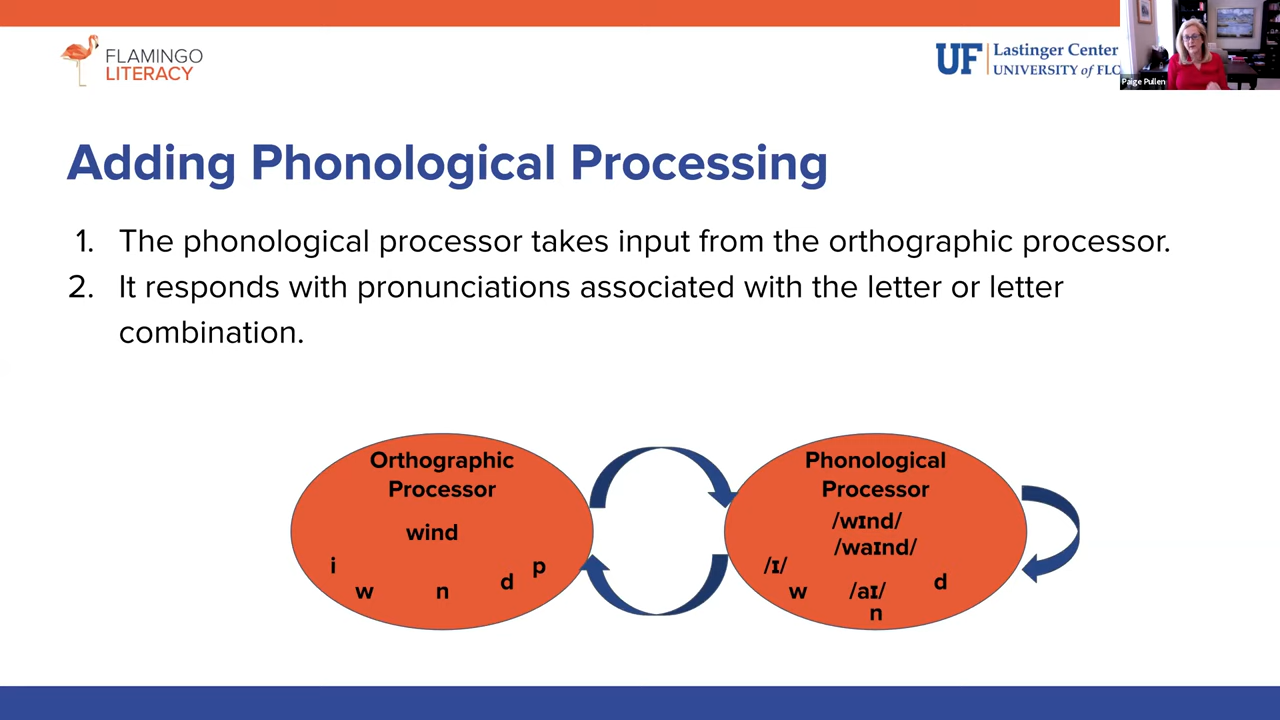 FLAMINGO
LITERACY
UF
Lastinger Center
UNIVERSITY of FLO
Paige Pullen
Adding Phonological Processing
1. The phonological processor takes input from the orthographic processor.
2. It responds with pronunciations associated with the letter or letter
combination.
Orthographic
Processor
wind
i
w
n
d
p
Phonological
Processor
/wɪnd/
/waɪnd/
/ɪ/
w
/aɪ/
n
d